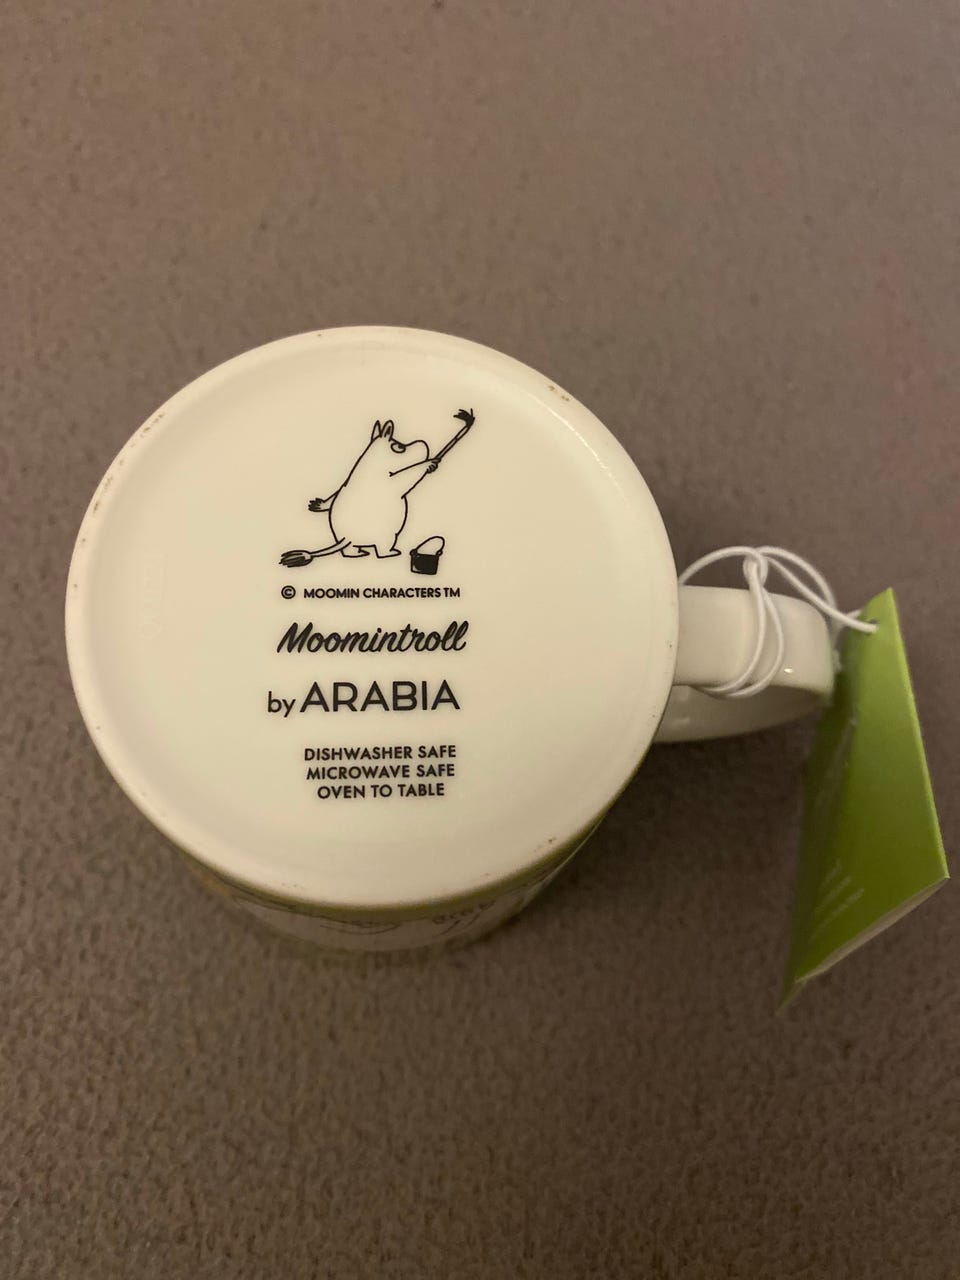 © MOOMIN CHARACTERS TM
Moomintroll
by ARABIA
DISHWASHER SAFE
MICROWAVE SAFE
OVEN TO TABLE